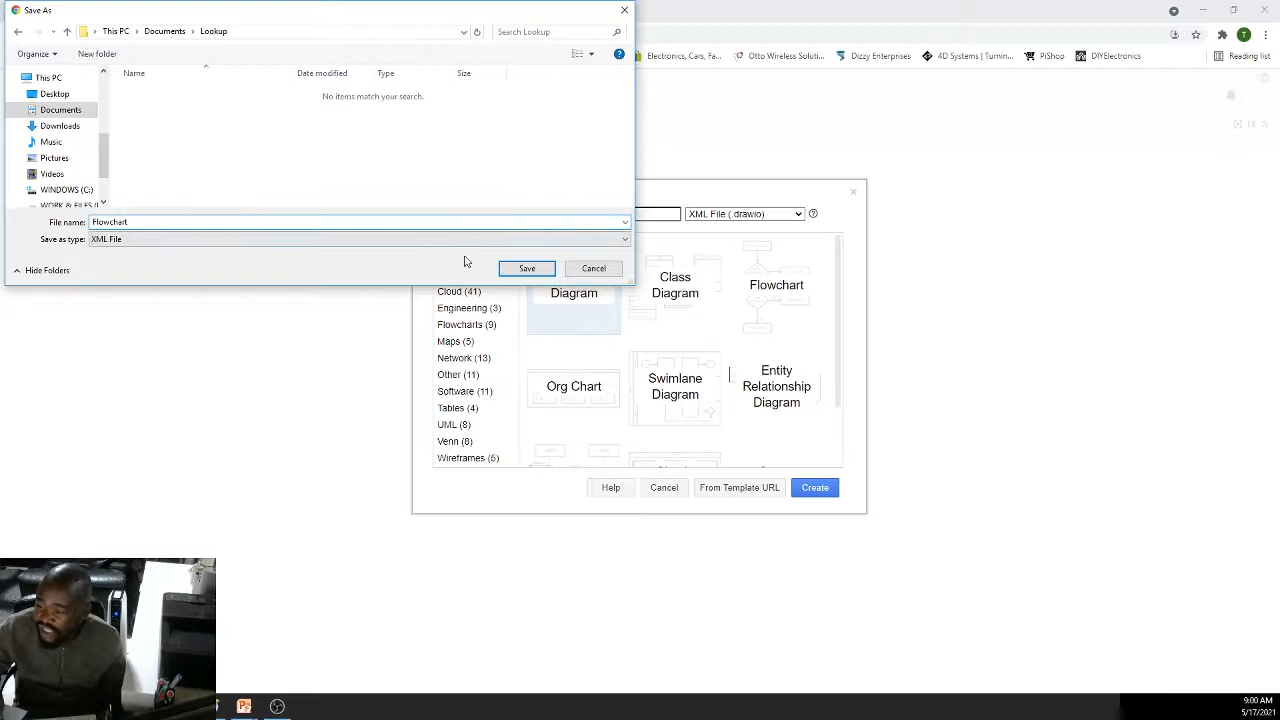 Save As
This PC
Documents
Lookup
Search Lookup
Organize
New folder
Name
Date modified
Type
Size
No items match your search.
This PC
Desktop
Documents
Downloads
Music
Pictures
Videos
WINDOWS (C:)
File name:
Flowchart
Save as type:
XML File
Hide Folders
Save
Cancel
T
Electronics, Cars, Fa...
Otto Wireless Soluti...
Dizzy Enterprises
4D Systems | Turnin...
PiShop
DIYElectronics
Reading list
XML File (.drawio)
Cloud (41)
Engineering (3)
Flowcharts (9)
Maps (5)
Network (13)
Other (11)
Software (11)
Tables (4)
UML (8)
Venn (8)
Wireframes (5)
Diagram
Class
Diagram
Flowchart
Org Chart
Swimlane
Diagram
Entity
Relationship
Diagram
Help
Cancel
From Template URL
Create
9:00 AM
5/17/2021